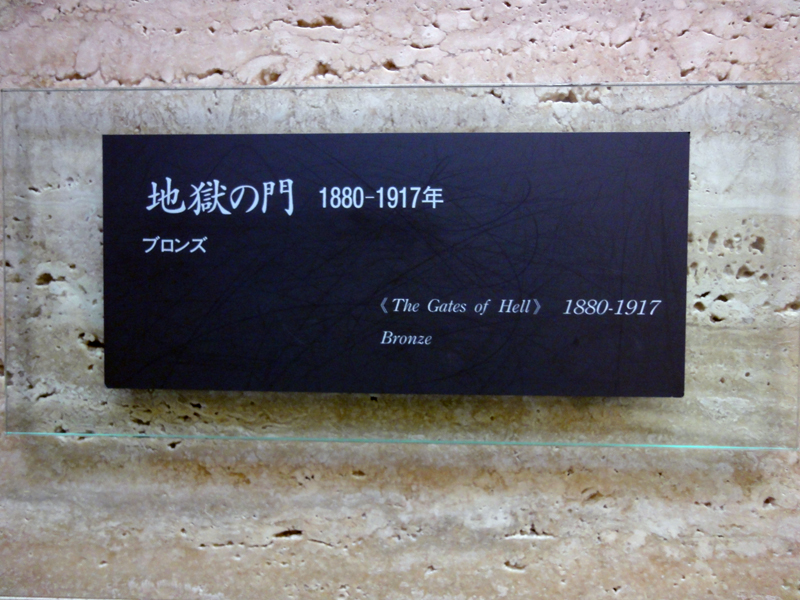 地獄の門 1880-1917年
ブロンズ
《The Gates of Hell》 1880-1917
Bronze